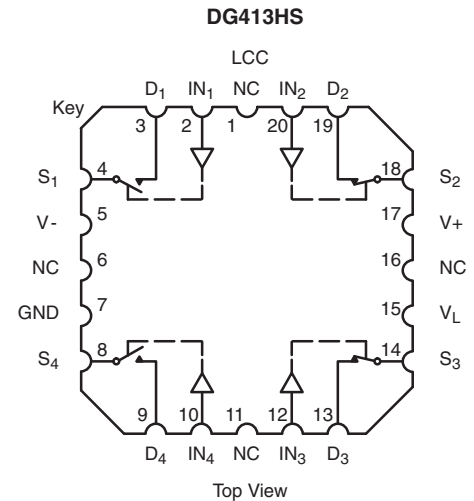 DG413HS
LCC
D1 IN1 NC IN2 D2
Key
3 2 1 20 19
S1 4 18 S2
V- 5 17 V+
NC 6 16 NC
GND 7 15 VL
S4 8 14 S3
9 10 11 12 13
D4 IN4 NC IN3 D3
Top View